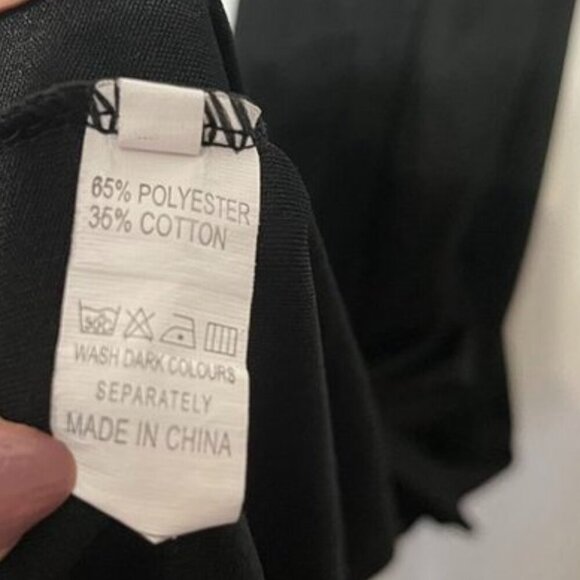 65% POLYESTER
35% COTTON
WASH DARK COLOURS
SEPARATELY
MADE IN CHINA